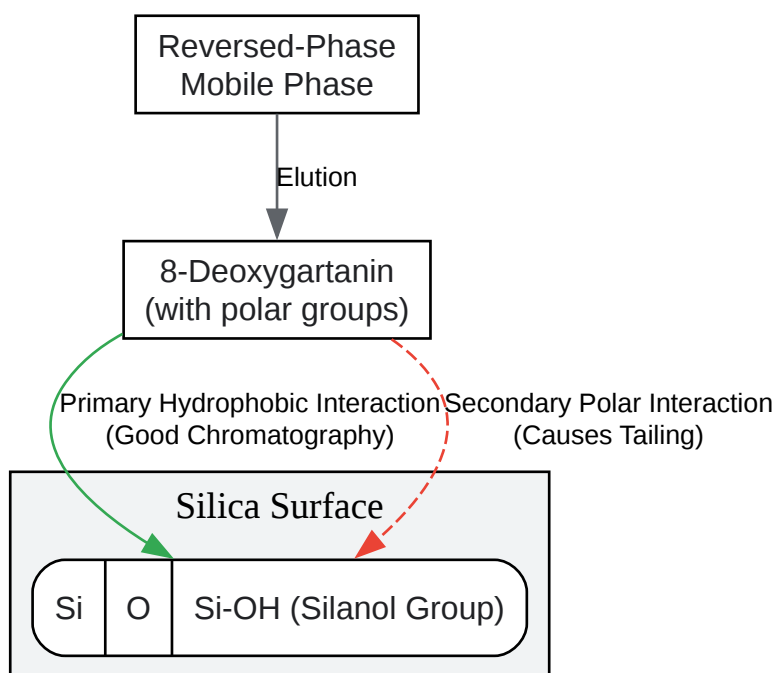 Reversed-Phase
Mobile Phase
Elution
8-Deoxygartanin
(with polar groups)
Primary Hydrophobic Interaction
(Good Chromatography)
Secondary Polar Interaction
(Causes Tailing)
Silica Surface
Si
O
Si-OH (Silanol Group)